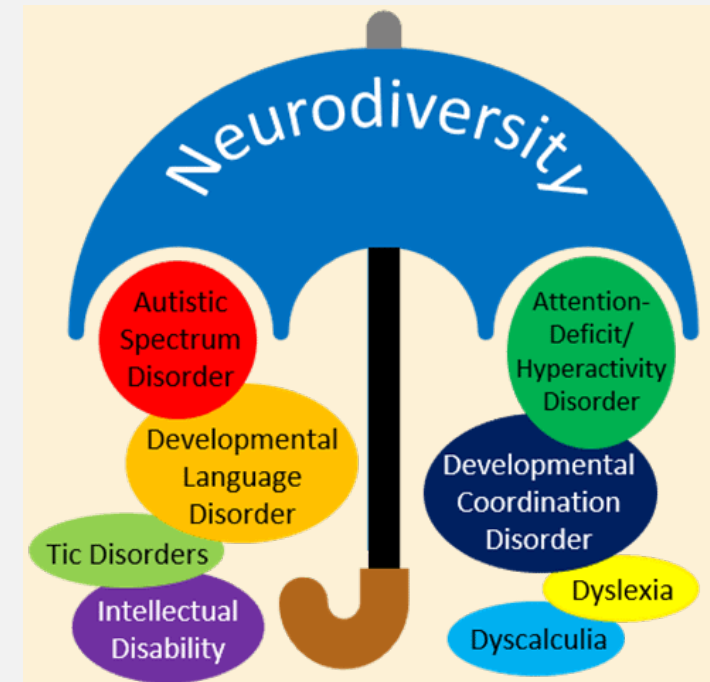 Neurodiversity
Autistic
Spectrum
Disorder
Developmental
Language
Disorder
Tic Disorders
Intellectual
Disability
Attention-
Deficit/
Hyperactivity
Disorder
Developmental
Coordination
Disorder
Dyslexia
Dyscalculia